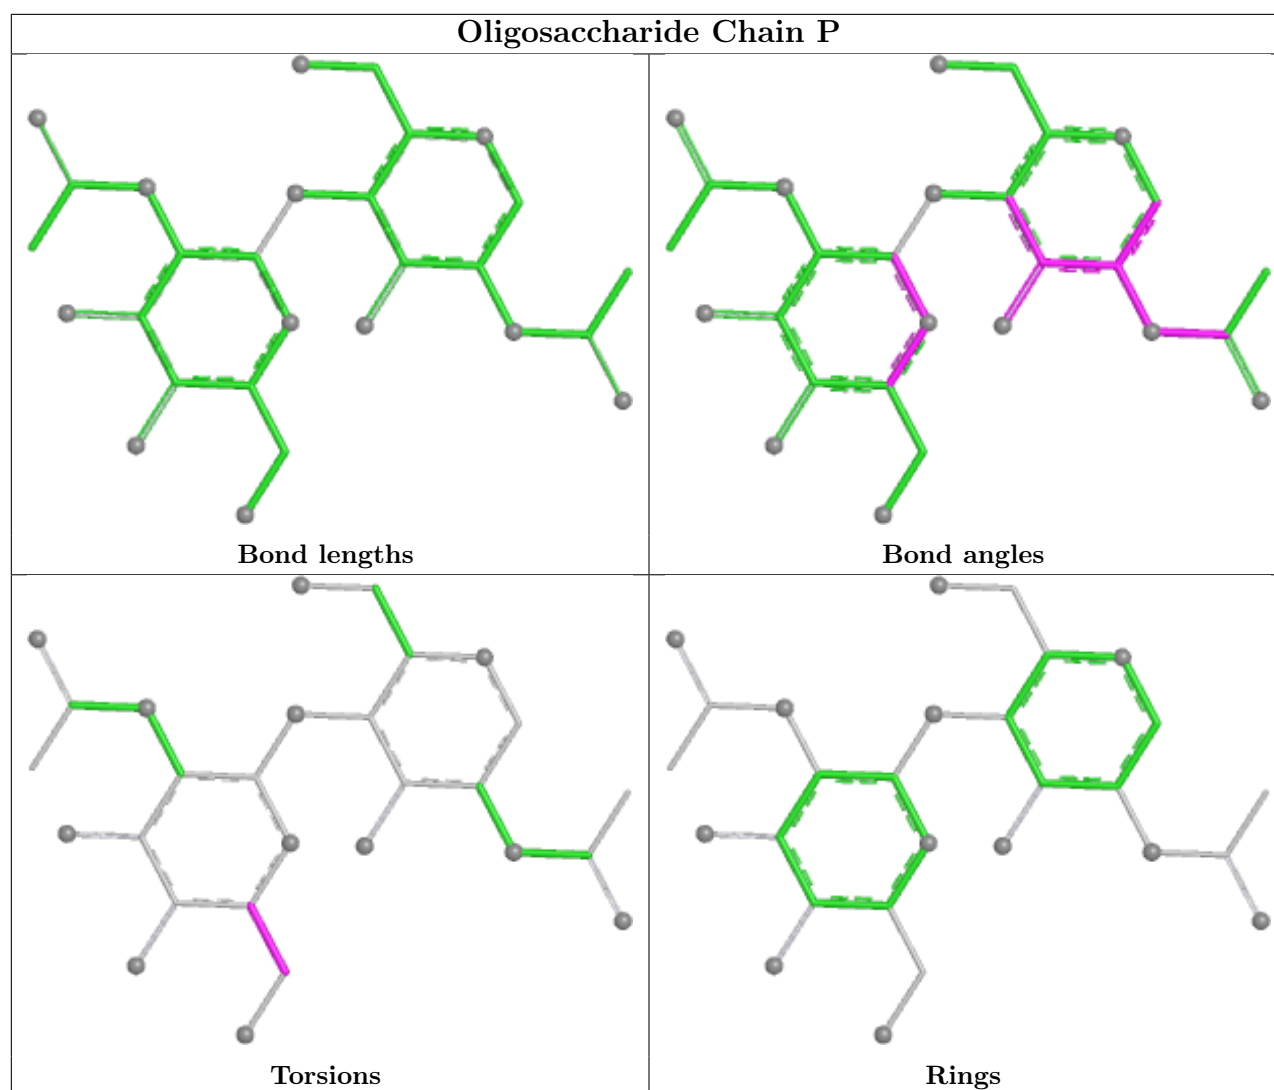 Oligosaccharide Chain P
Bond lengths
Bond angles
Torsions
Rings